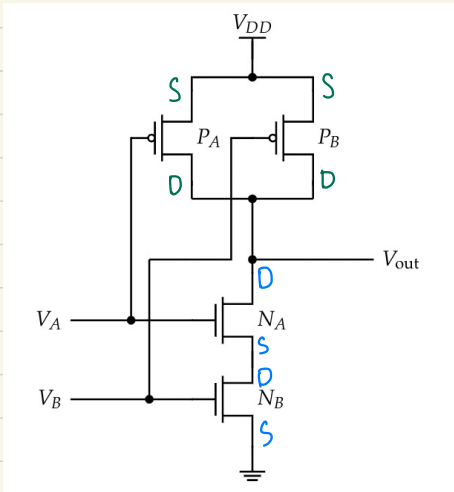 V_DD
S S
P_A P_B
D D
V_out
D
V_A N_A
S
D
V_B N_B
S